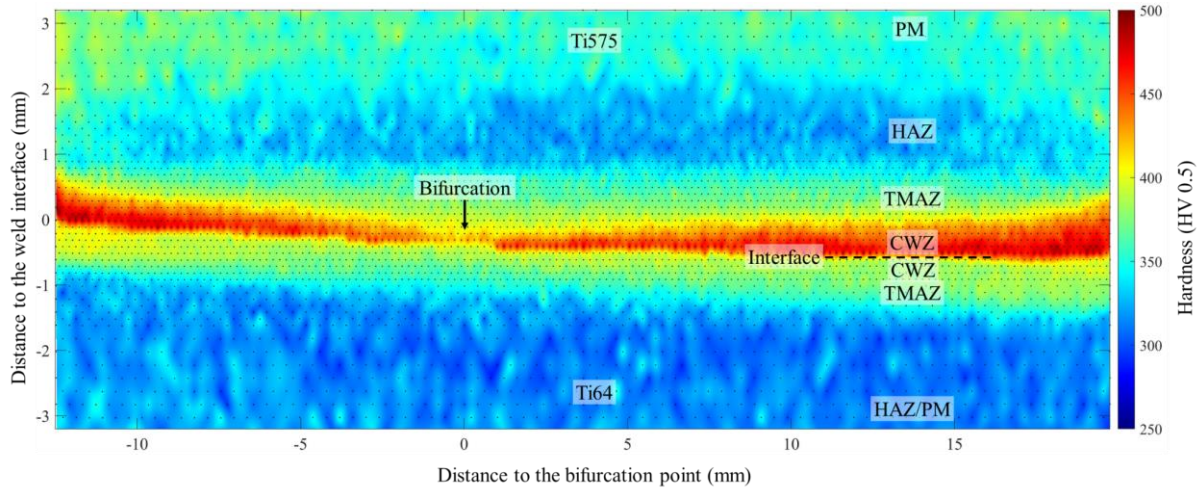 Distance to the weld interface (mm)
3
2
1
0
-1
-2
-3
Ti575
PM
HAZ
Bifurcation
TMAZ
CWZ
Interface
CWZ
TMAZ
Ti64
HAZ/PM
-10
-5
0
5
10
15
Distance to the bifurcation point (mm)
500
450
400
350
300
250
Hardness (HV 0.5)